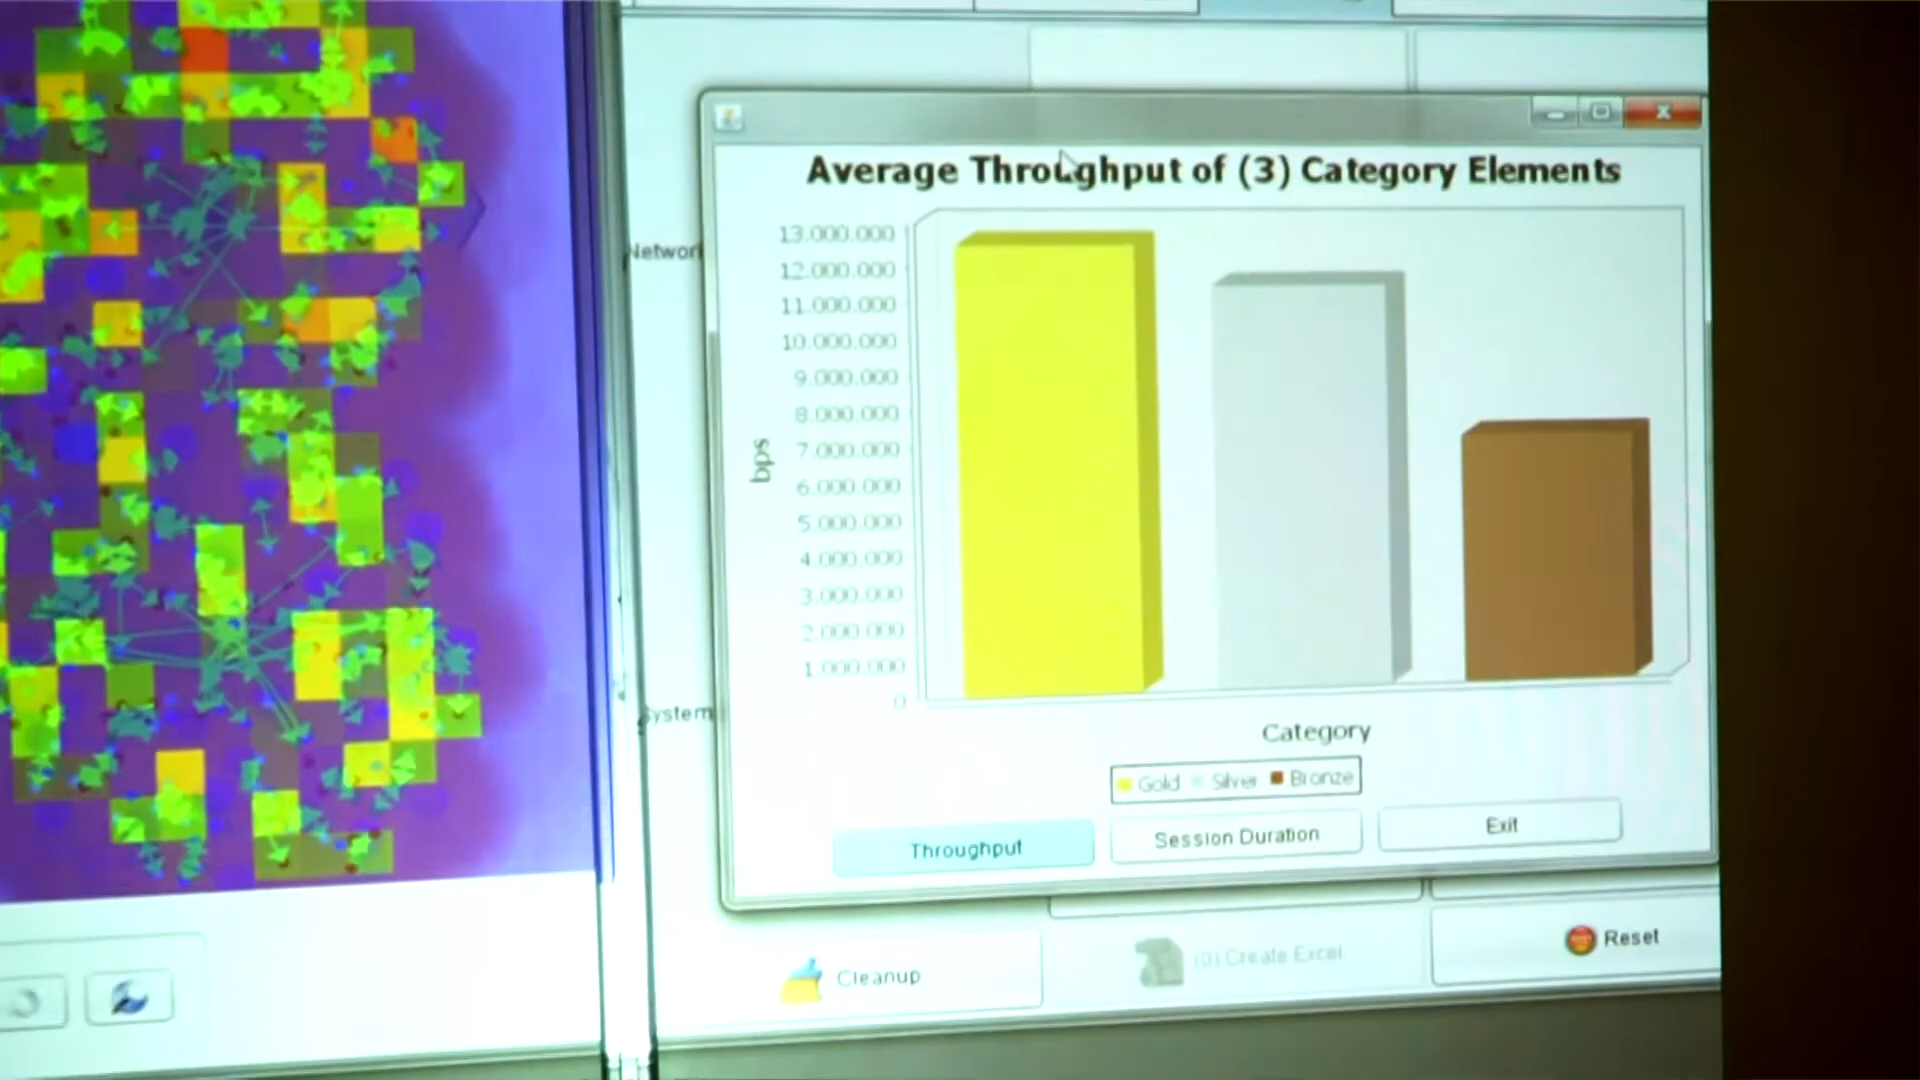 Average Throughput of (3) Category Elements
13.000.000
12.000.000
11.000.000
10.000.000
9.000.000
8.000.000
7.000.000
6.000.000
5.000.000
4.000.000
3.000.000
2.000.000
1.000.000
0
bps
Network
System
Category
Gold Silver Bronze
Throughput
Session Duration
Exit
Cleanup
(0) Create Excel
Reset